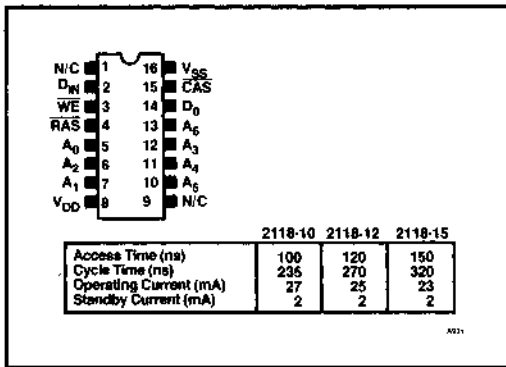 N/C 1 16 VSS
DIN 2 15 CAS
WE 3 14 D0
RAS 4 13 A6
A0 5 12 A3
A2 6 11 A4
A1 7 10 A5
VDD 8 9 N/C
2118-10 2118-12 2118-15
Access Time (ns) 100 120 150
Cycle Time (ns) 235 270 320
Operating Current (mA) 27 25 23
Standby Current (mA) 2 2 2